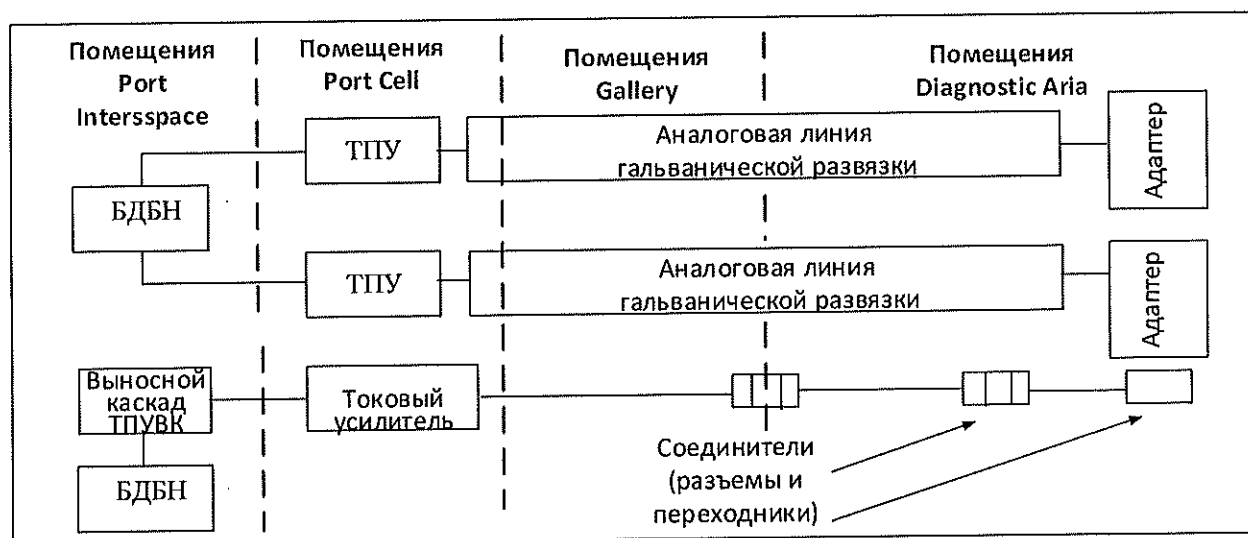 Помещения
Port
Intersspace
Помещения
Port Cell
Помещения
Gallery
Помещения
Diagnostic Aria
ТПУ
Аналоговая линия
гальванической развязки
Адаптер
БДБН
ТПУ
Аналоговая линия
гальванической развязки
Адаптер
Выносной
каскад
ТПУВК
Токовый
усилитель
Соединители
(разъемы и
переходники)
БДБН